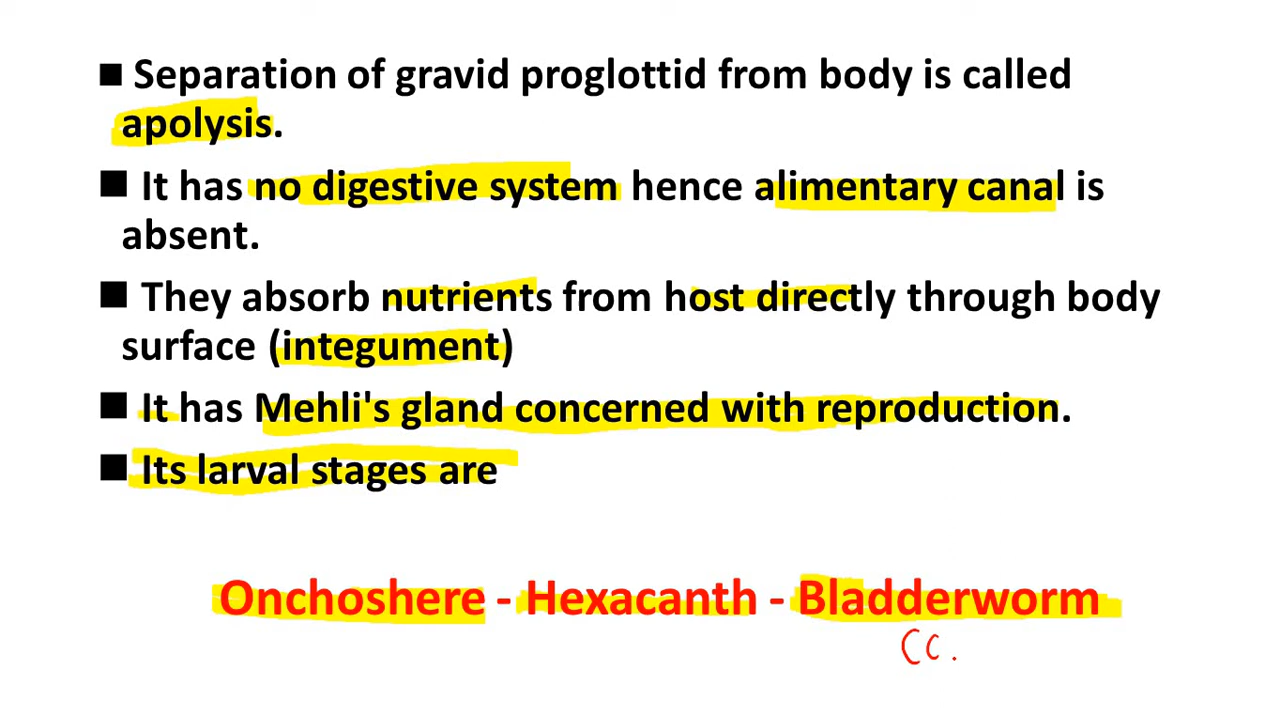 ■ Separation of gravid proglottid from body is called
apolysis.
■ It has no digestive system hence alimentary canal is
absent.
■ They absorb nutrients from host directly through body
surface (integument)
■ It has Mehli's gland concerned with reproduction.
■ Its larval stages are
Onchoshere - Hexacanth - Bladderworm
CC.